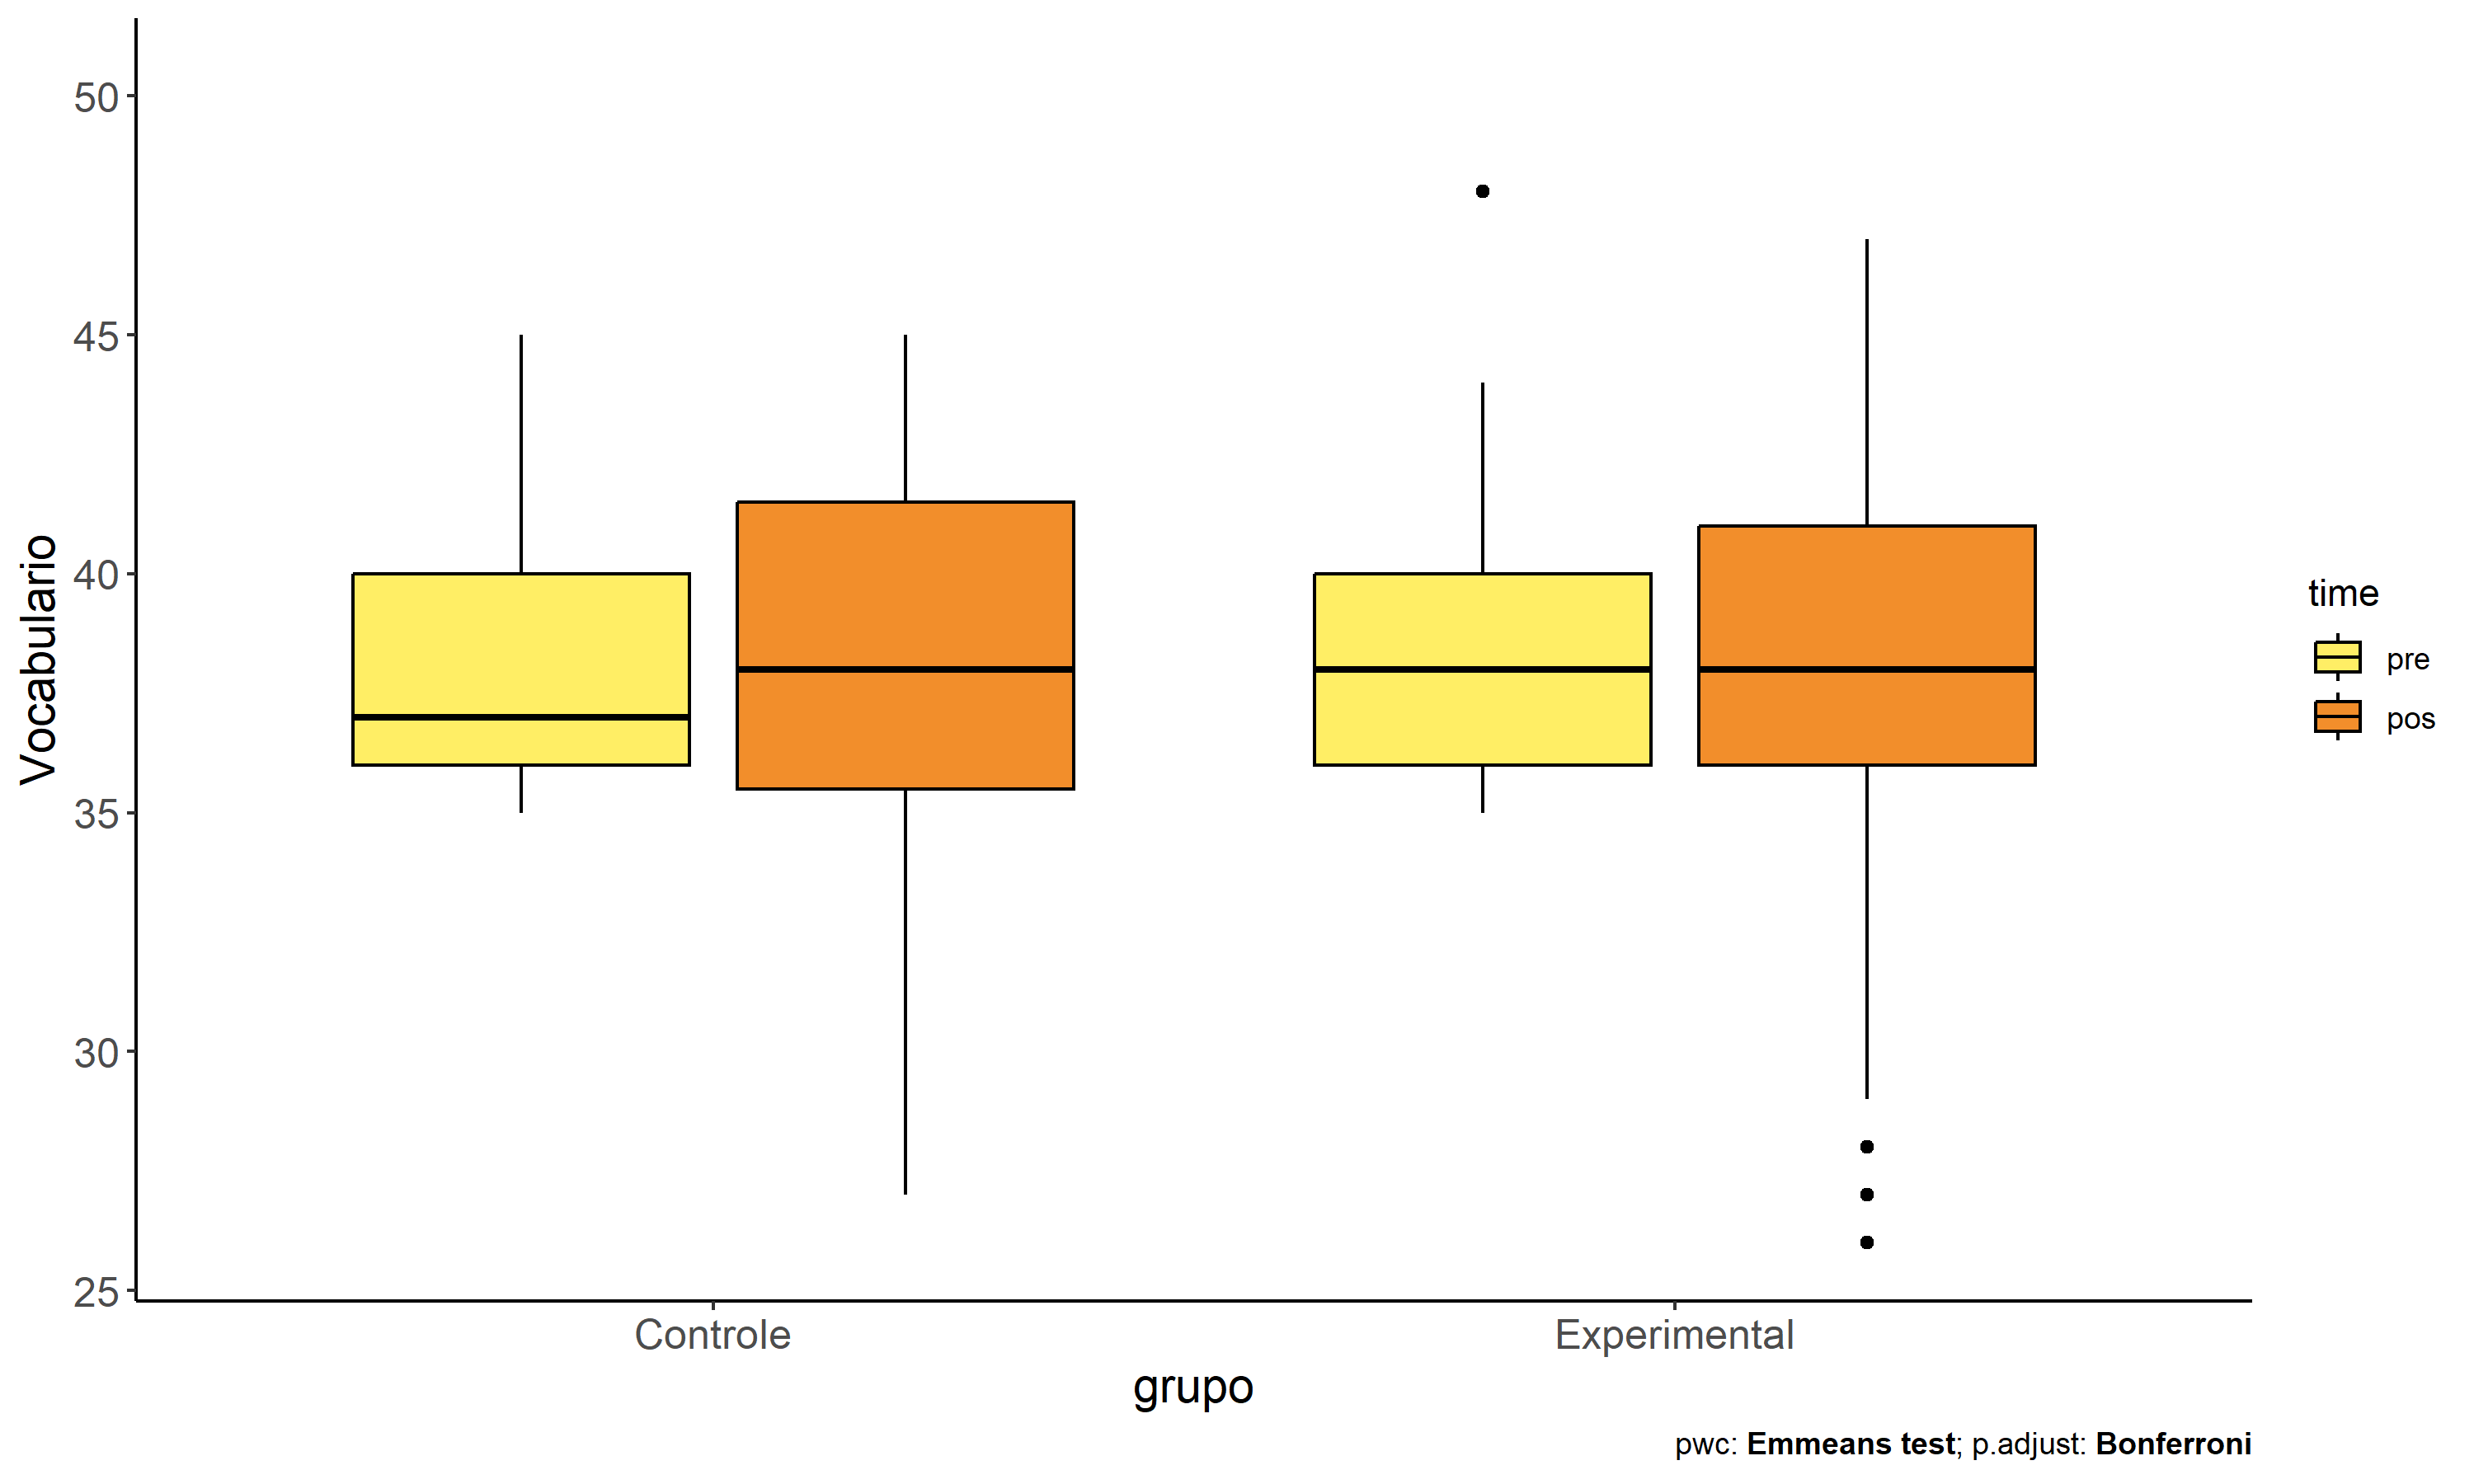 Vocabulario
50
45
40
35
30
25
Controle
Experimental
grupo
time
pre
pos
pwc: Emmeans test; p.adjust: Bonferroni